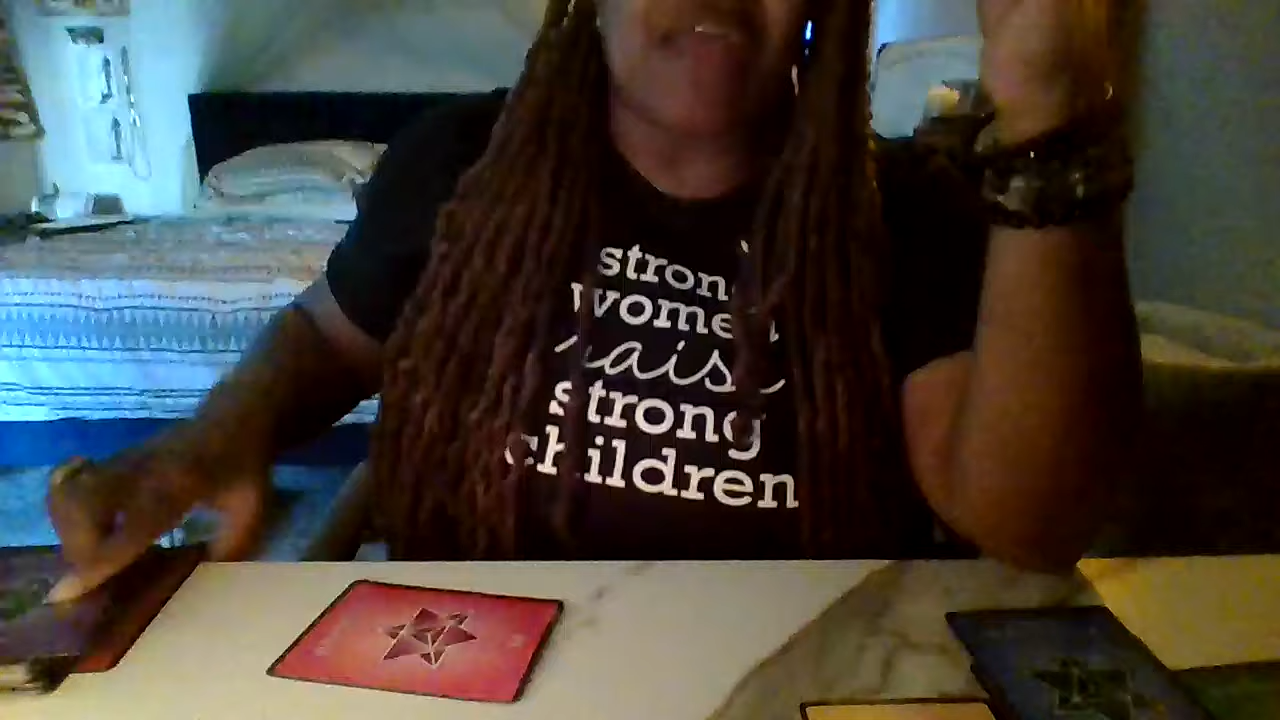 strong
women
raise
strong
children